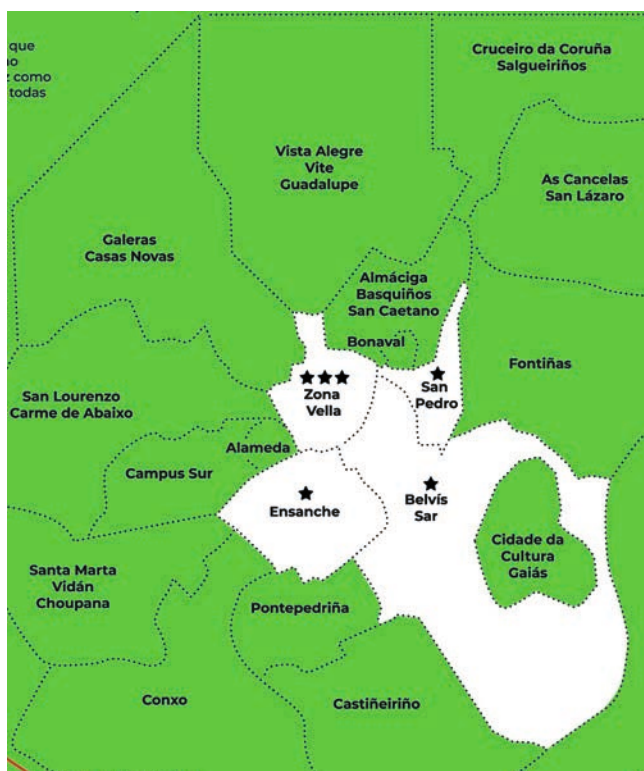 que
no
z como
todas
Cruceiro da Coruña
Salgueiriños
Vista Alegre
Vite
Guadalupe
As Cancelas
San Lázaro
Galeras
Casas Novas
Almáciga
Basquiños
San Caetano
Bonaval
Fontiñas
San
Pedro
Zona
Vella
San Lourenzo
Carme de Abaixo
Alameda
Campus Sur
Ensanche
Belvís
Sar
Cidade da
Cultura
Gaiás
Santa Marta
Vidán
Choupana
Pontepedriña
Conxo
Castiñeiriño